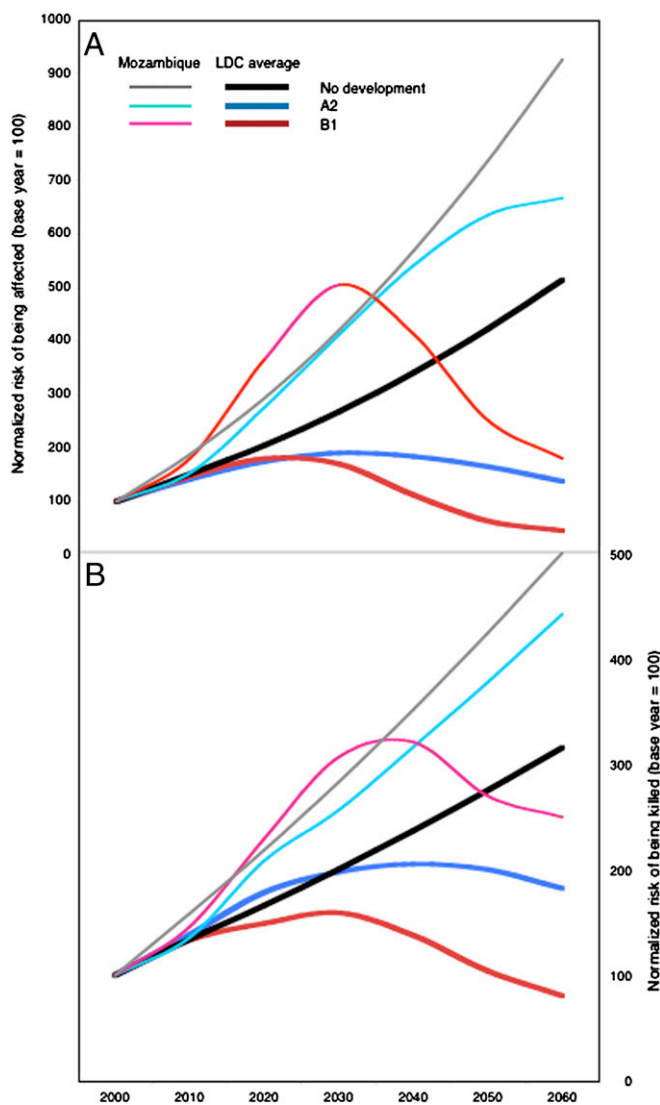 1000
A
Mozambique LDC average
900
No development
A2
B1
800
700
600
500
400
300
200
100
0
Normalized risk of being affected (base year = 100)
B
500
400
300
200
100
0
Normalized risk of being killed (base year = 100)
2000 2010 2020 2030 2040 2050 2060